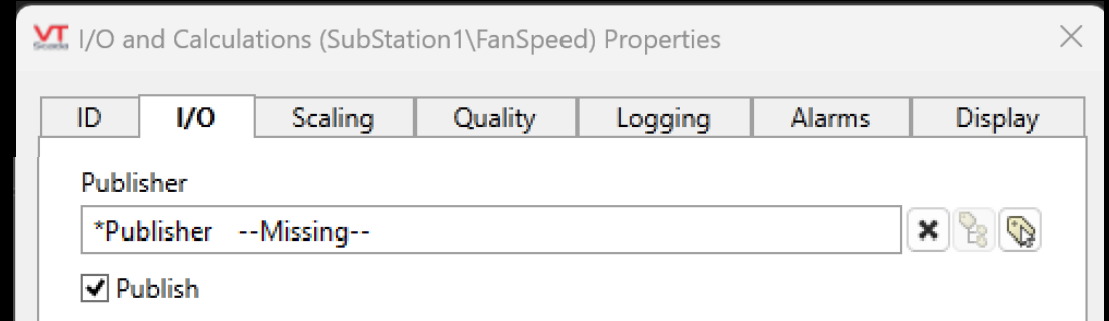 VT Scada I/O and Calculations (SubStation1\FanSpeed) Properties
ID I/O Scaling Quality Logging Alarms Display
Publisher
*Publisher --Missing--
Publish